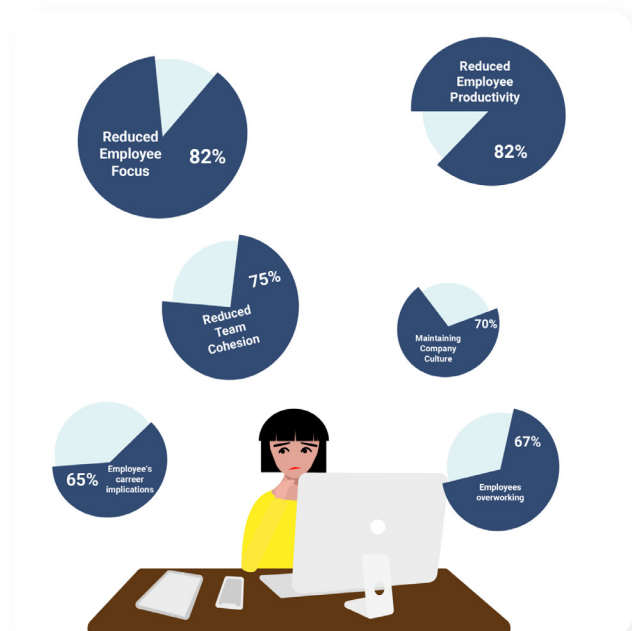 Reduced
Employee
Focus
82%
Reduced
Employee
Productivity
82%
75%
Reduced
Team
Cohesion
70%
Maintaining
Company
Culture
65%
Employee's
carreer
implications
67%
Employees
overworking